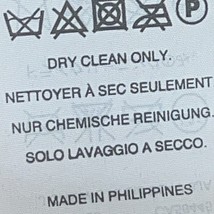 P
DRY CLEAN ONLY.
NETTOYER À SEC SEULEMENT
NUR CHEMISCHE REINIGUNG.
SOLO LAVAGGIO A SECCO.
MADE IN PHILIPPINES